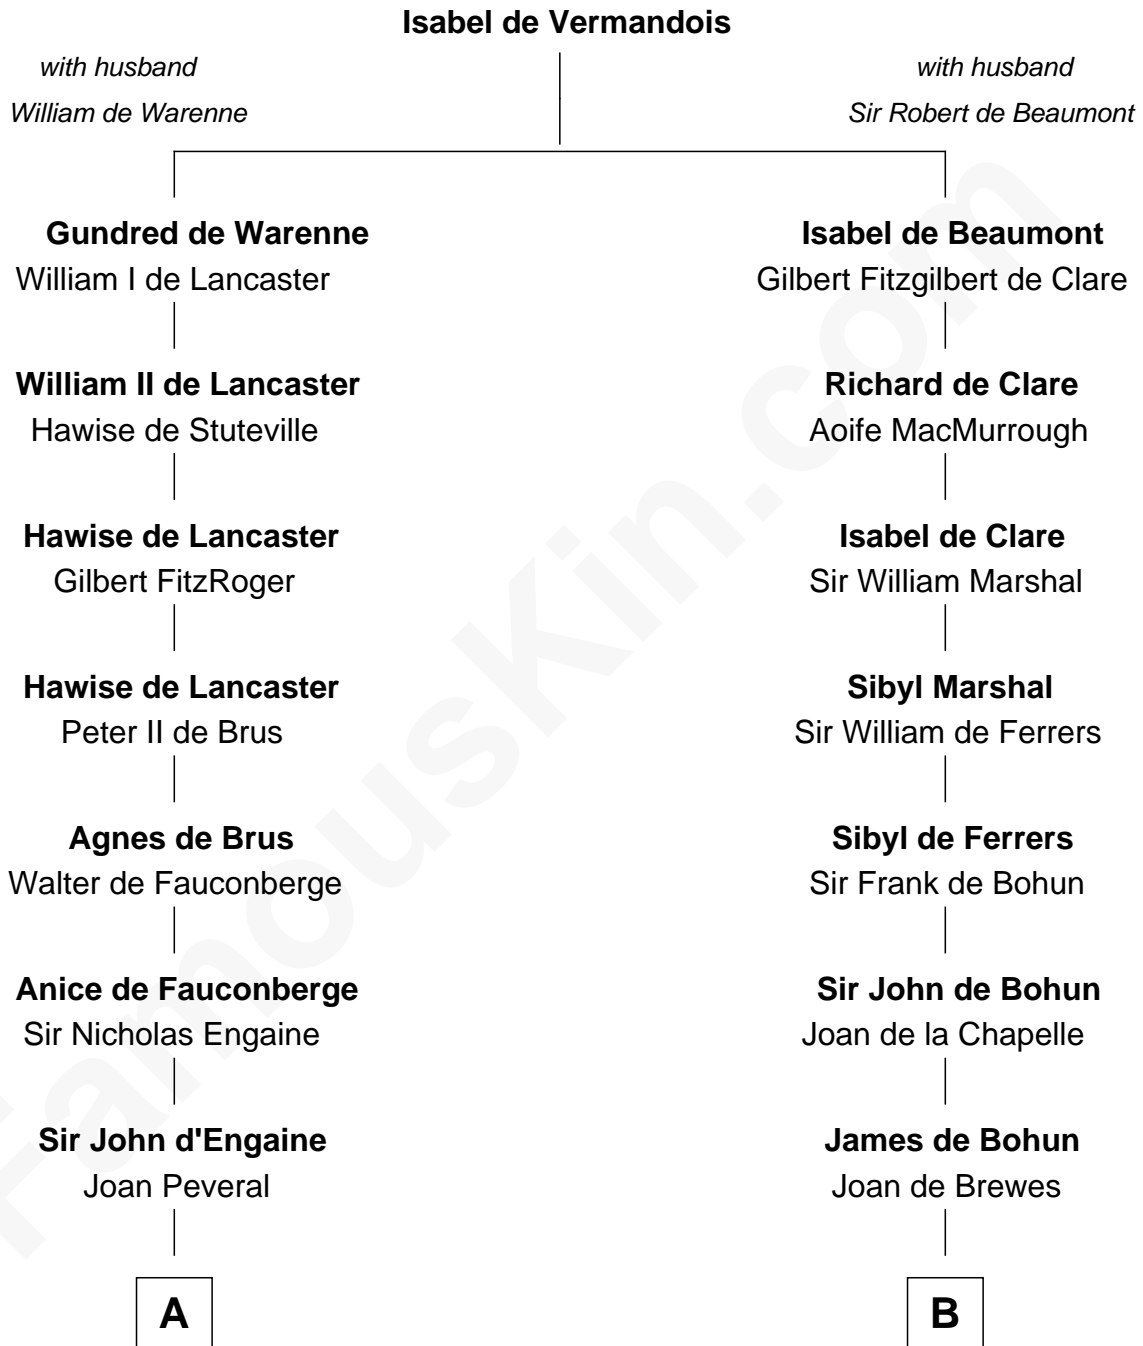 Isabel de Vermandois
with husband
William de Warenne
with husband
Sir Robert de Beaumont
Gundred de Warenne
William I de Lancaster
William II de Lancaster
Hawise de Stuteville
Hawise de Lancaster
Gilbert FitzRoger
Hawise de Lancaster
Peter II de Brus
Agnes de Brus
Walter de Fauconberge
Anice de Fauconberge
Sir Nicholas Engaine
Sir John d'Engaine
Joan Peveral
A
Isabel de Beaumont
Gilbert Fitzgilbert de Clare
Richard de Clare
Aoife MacMurrough
Isabel de Clare
Sir William Marshal
Sibyl Marshal
Sir William de Ferrers
Sibyl de Ferrers
Sir Frank de Bohun
Sir John de Bohun
Joan de la Chapelle
James de Bohun
Joan de Brewes
B
FamousKin.com